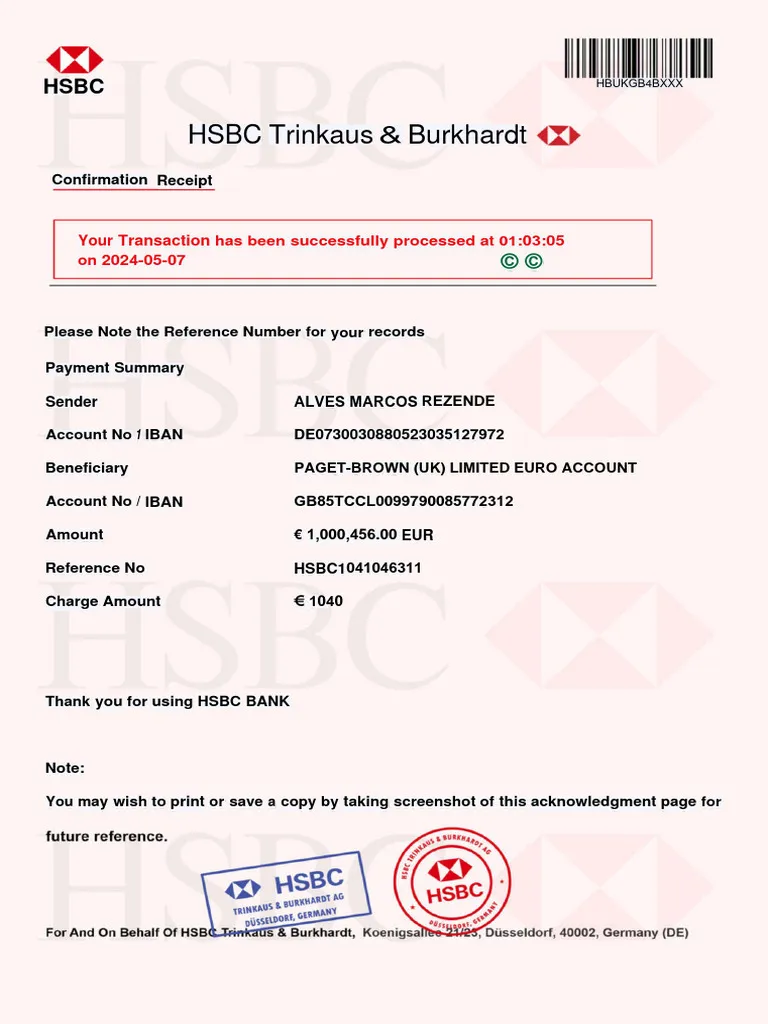 HSBC
HBUKGB4BXXX
HSBC Trinkaus & Burkhardt
Confirmation Receipt
Your Transaction has been successfully processed at 01:03:05
on 2024-05-07
© ©
Please Note the Reference Number for your records
Payment Summary
Sender ALVES MARCOS REZENDE
Account No / IBAN DE0730030880523035127972
Beneficiary PAGET-BROWN (UK) LIMITED EURO ACCOUNT
Account No / IBAN GB85TCCL0099790085772312
Amount € 1,000,456.00 EUR
Reference No HSBC1041046311
Charge Amount € 1040
Thank you for using HSBC BANK
Note:
You may wish to print or save a copy by taking screenshot of this acknowledgment page for
future reference.
HSBC
TRINKAUS & BURKHARDT AG
DÜSSELDORF, GERMANY
HSBC TRINKAUS & BURKHARDT AG
HSBC
DÜSSELDORF, GERMANY
For And On Behalf Of HSBC Trinkaus & Burkhardt, Koenigsallee 21/23, Düsseldorf, 40002, Germany (DE)
HSBC
HSBC
HSBC
HSBC